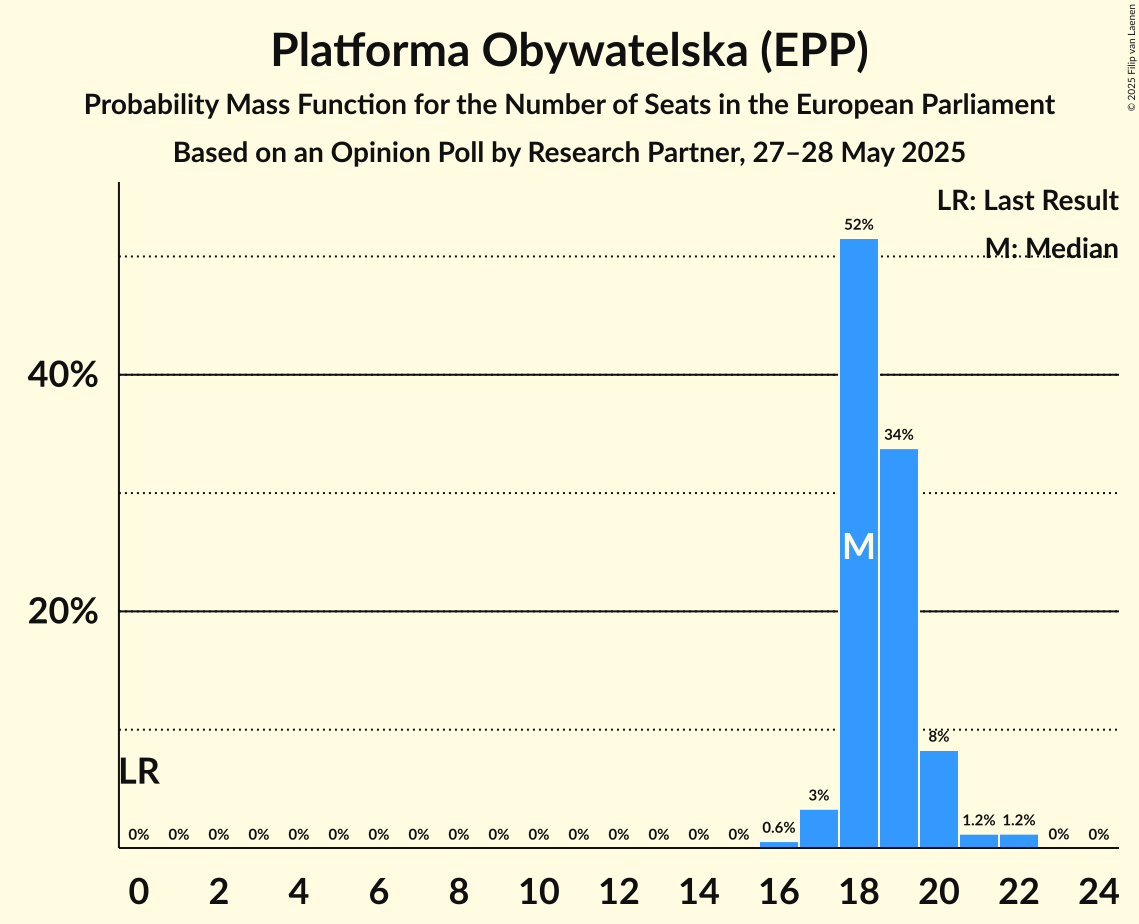 Platforma Obywatelska (EPP)
Probability Mass Function for the Number of Seats in the European Parliament
Based on an Opinion Poll by Research Partner, 27–28 May 2025
© 2025 Filip van Laenen
LR: Last Result
M: Median
52%
40%
34%
M
20%
8%
LR
3%
0% 0% 0% 0% 0% 0% 0% 0% 0% 0% 0% 0% 0% 0% 0% 0% 0.6% 1.2% 1.2% 0% 0%
0 2 4 6 8 10 12 14 16 18 20 22 24